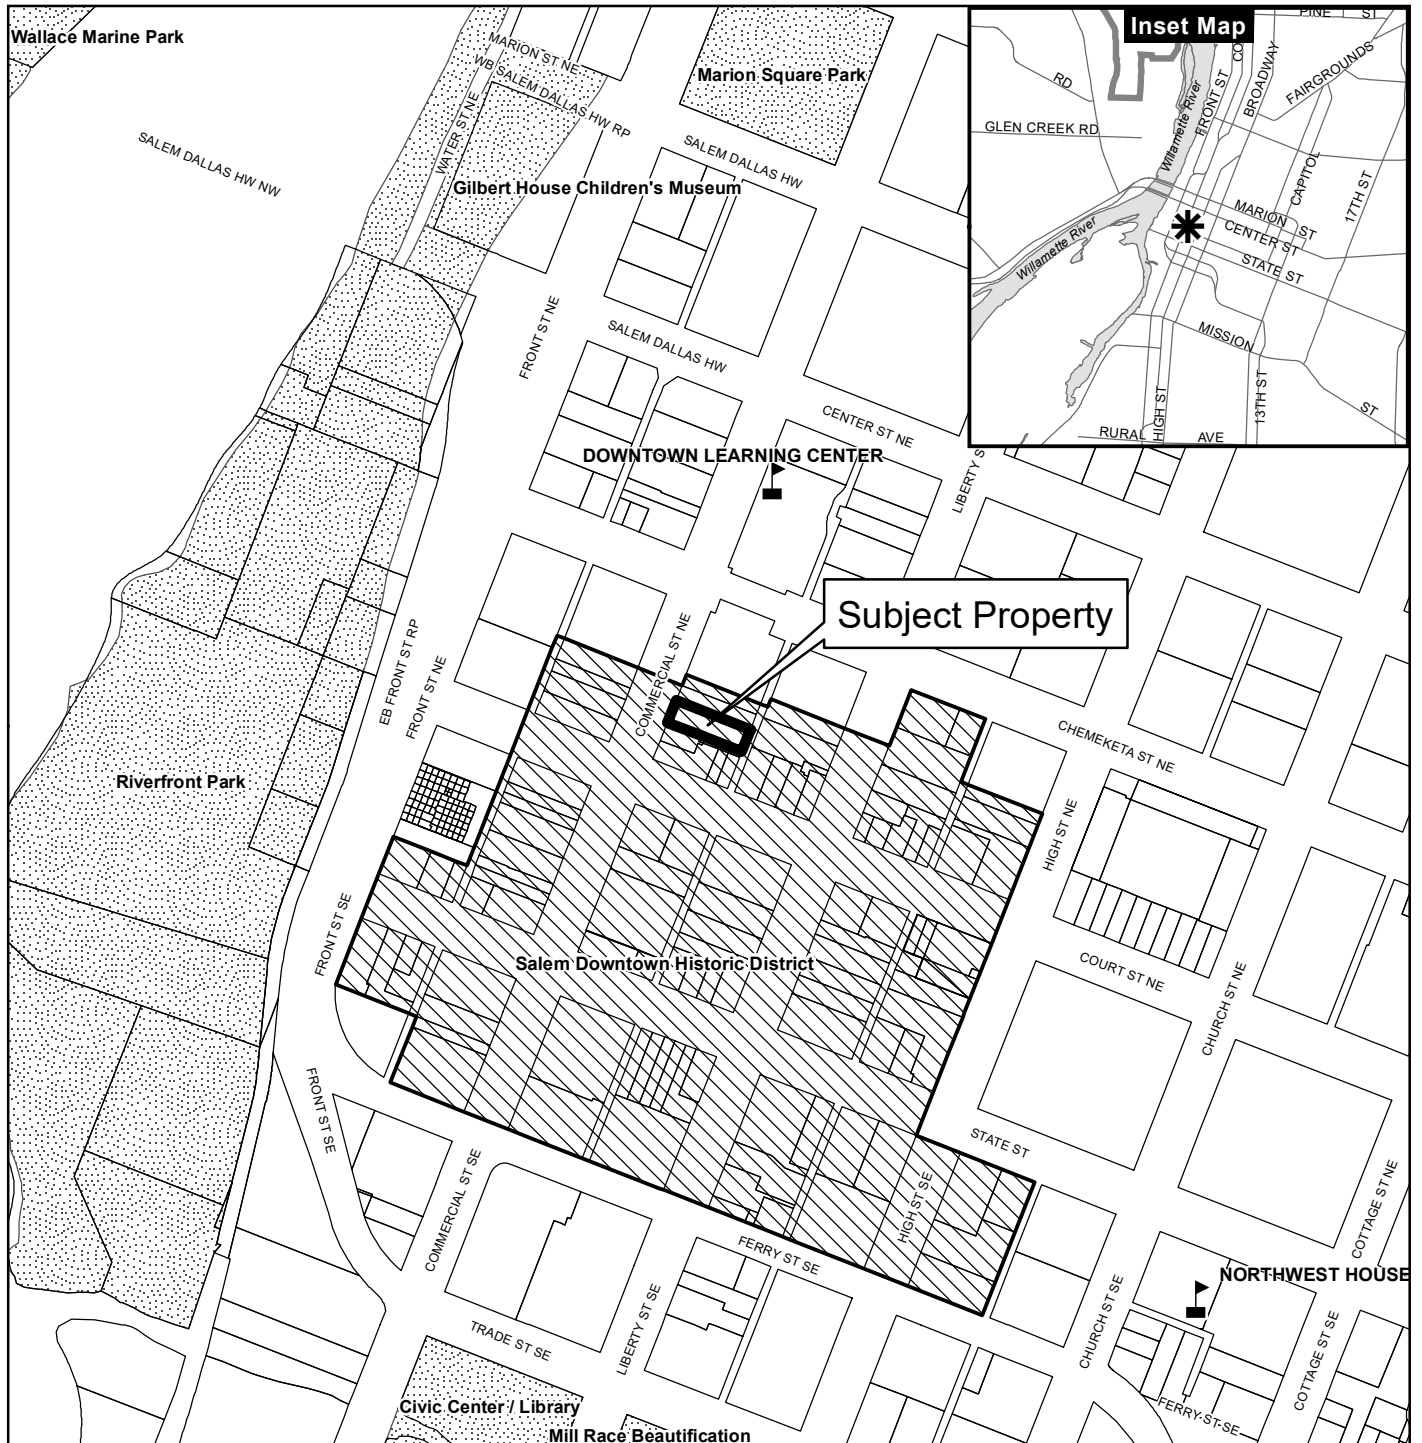 Wallace Marine Park
MARION ST NE
WB SALEM DALLAS HW RP
Marion Square Park
SALEM DALLAS HW NW
WATER ST NE
SALEM DALLAS HW
Gilbert House Children's Museum
FRONT ST NE
SALEM DALLAS HW
CENTER ST NE
DOWNTOWN LEARNING CENTER
LIBERTY S
Inset Map
PINE ST
RD
CO
BROADWAY
FAIRGROUNDS
FRONT ST
Willamette River
GLEN CREEK RD
CAPITOL
17TH ST
MARION ST
CENTER ST
STATE ST
Willamette River
MISSION
ST
HIGH ST
13TH ST
RURAL AVE
Subject Property
EB FRONT ST RP
FRONT ST NE
COMMERCIAL ST NE
CHEMEKETA ST NE
Riverfront Park
HIGH ST NE
FRONT ST SE
Salem Downtown Historic District
COURT ST NE
CHURCH ST NE
FRONT ST SE
STATE ST
COMMERCIAL ST SE
HIGH ST SE
COTTAGE ST NE
FERRY ST SE
NORTHWEST HOUSE
TRADE ST SE
LIBERTY ST SE
CHURCH ST SE
COTTAGE ST SE
Civic Center / Library
FERRY ST SE
Mill Race Beautification